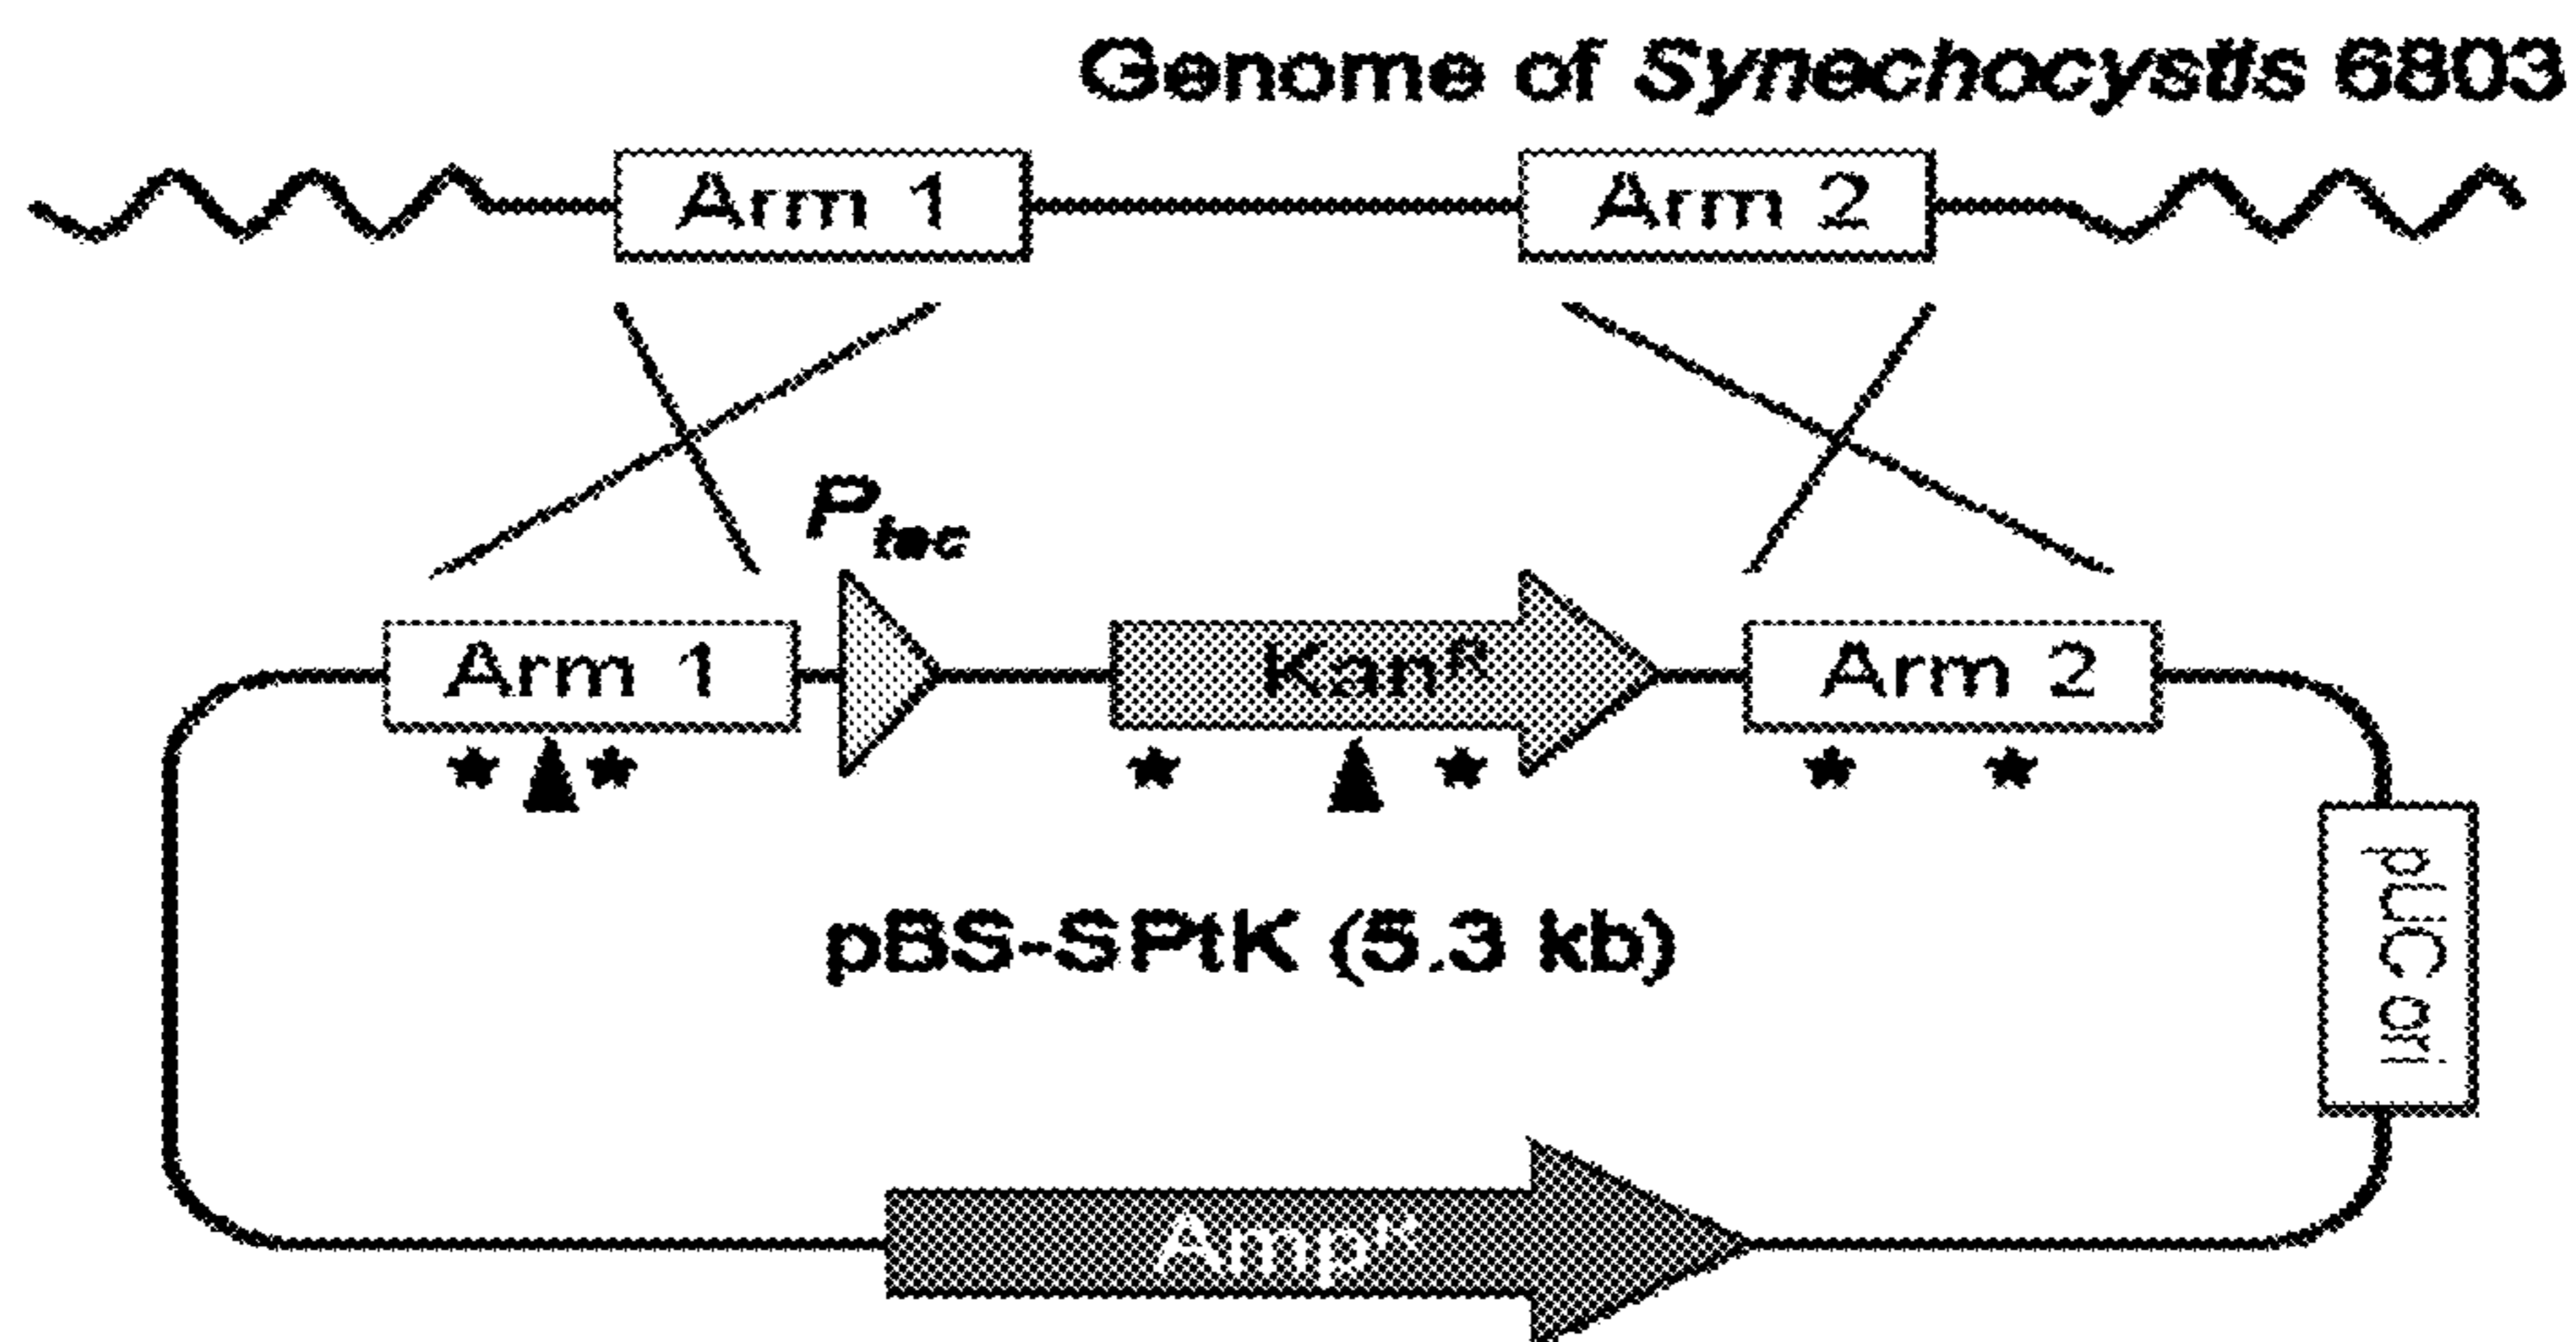 Genome of Synechocystis 6803
Arm 1
Arm 2
Ptac
Arm 1
KanR
Arm 2
pBS-SPtK (5.3 kb)
pUC ori
AmpR